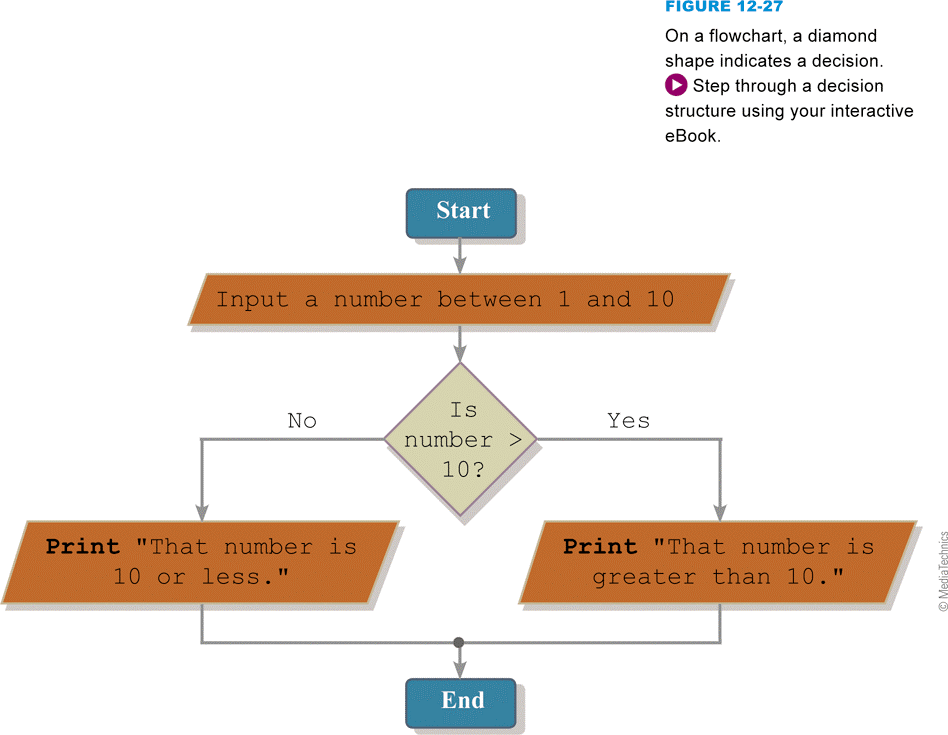 FIGURE 12-27
On a flowchart, a diamond
shape indicates a decision.
Step through a decision
structure using your interactive
eBook.
Start
Input a number between 1 and 10
Is
number >
10?
No
Yes
Print "That number is
10 or less."
Print "That number is
greater than 10."
End
© MediaTechnics